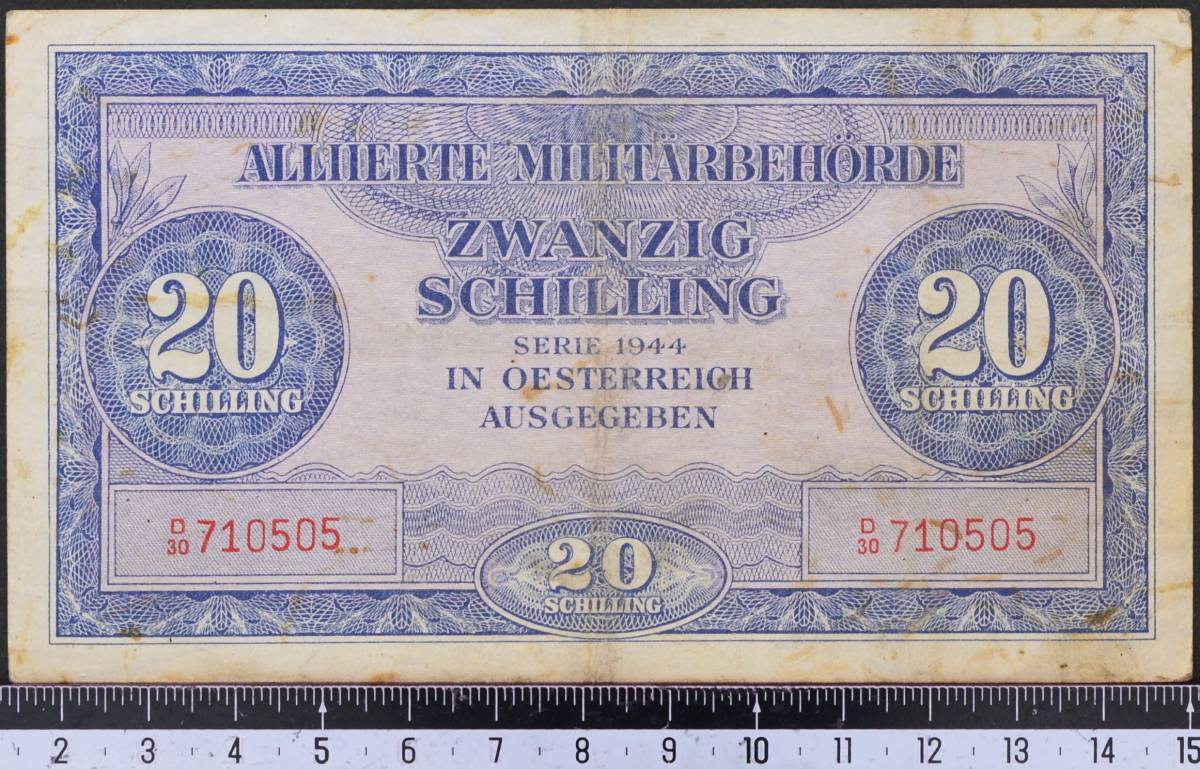 ALLIIERTE MILITÄRBEHÖRDE
ZWANZIG
SCHILLING
SERIE 1944
IN OESTERREICH
AUSGEGEBEN
20
SCHILLING
20
SCHILLING
D/30 710505
D/30 710505
20
SCHILLING
2 3 4 5 6 7 8 9 10 11 12 13 14 15